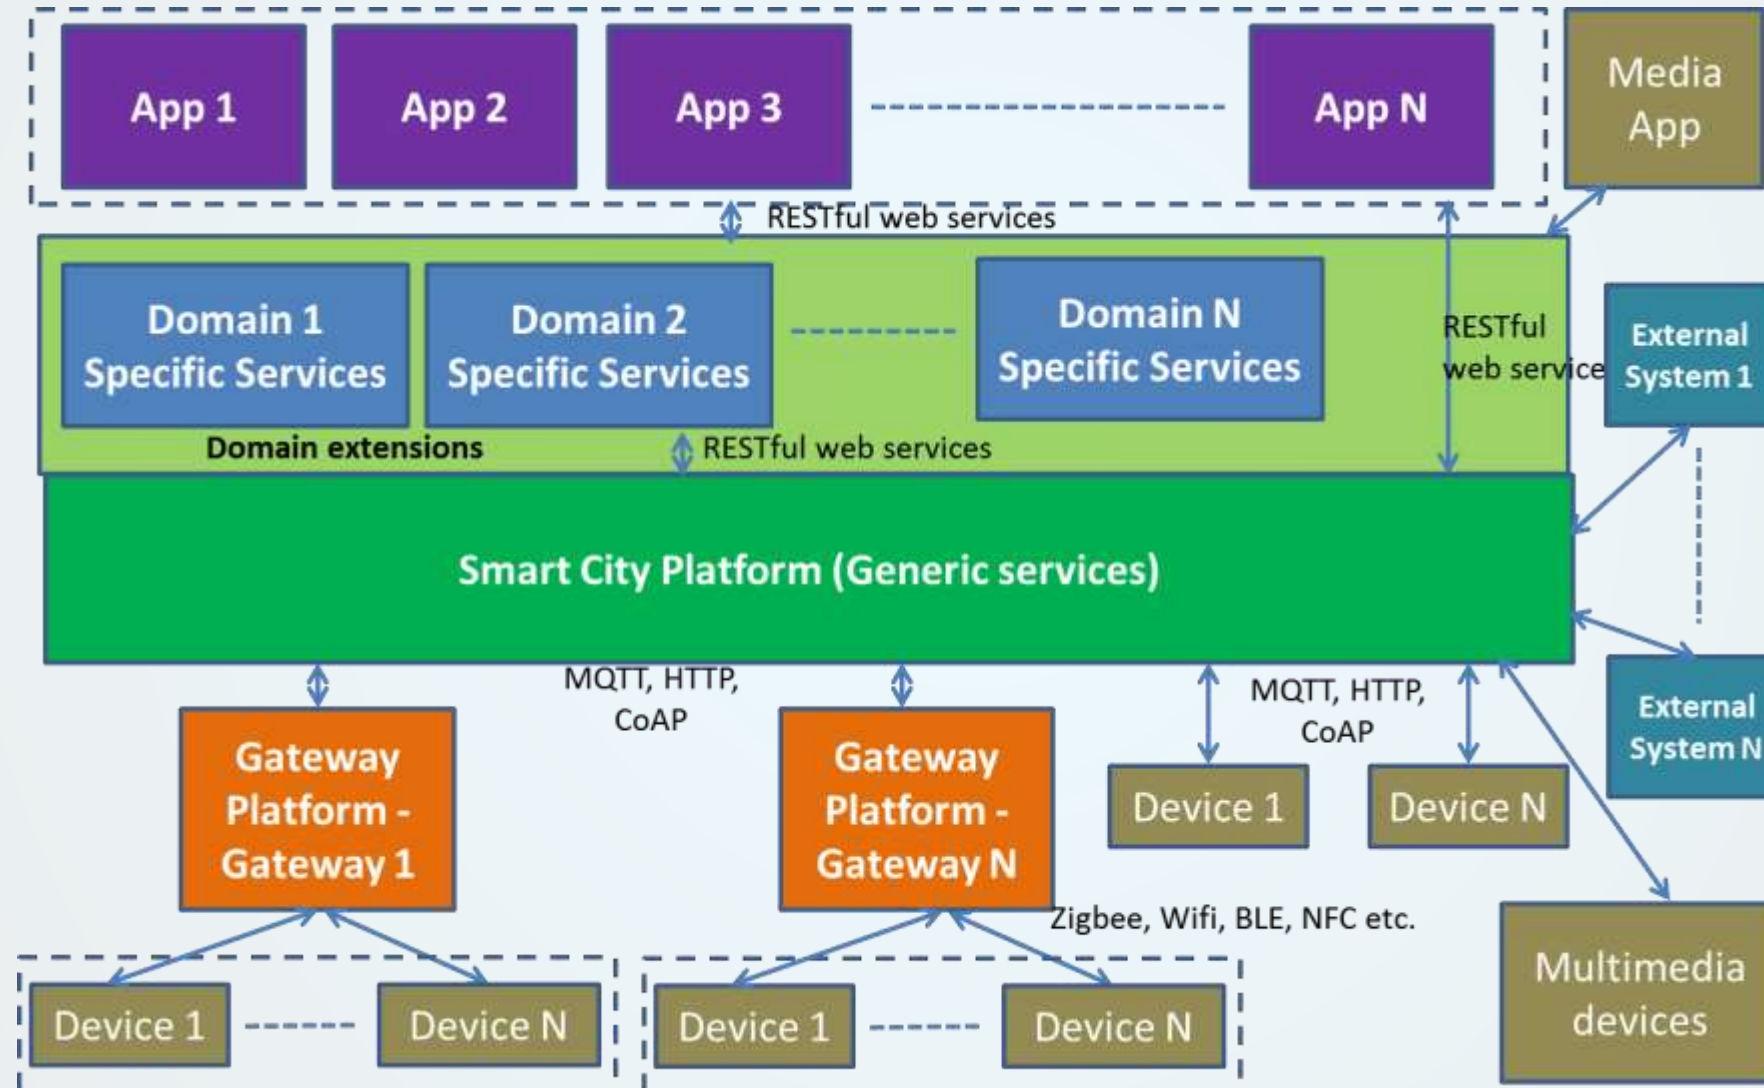 App 1
App 2
App 3
App N
Media
App
RESTful web services
Domain 1
Specific Services
Domain 2
Specific Services
Domain N
Specific Services
RESTful
web service
External
System 1
Domain extensions
RESTful web services
Smart City Platform (Generic services)
MQTT, HTTP,
CoAP
MQTT, HTTP,
CoAP
External
System N
Gateway
Platform -
Gateway 1
Gateway
Platform -
Gateway N
Device 1
Device N
Zigbee, Wifi, BLE, NFC etc.
Device 1
Device N
Device 1
Device N
Multimedia
devices